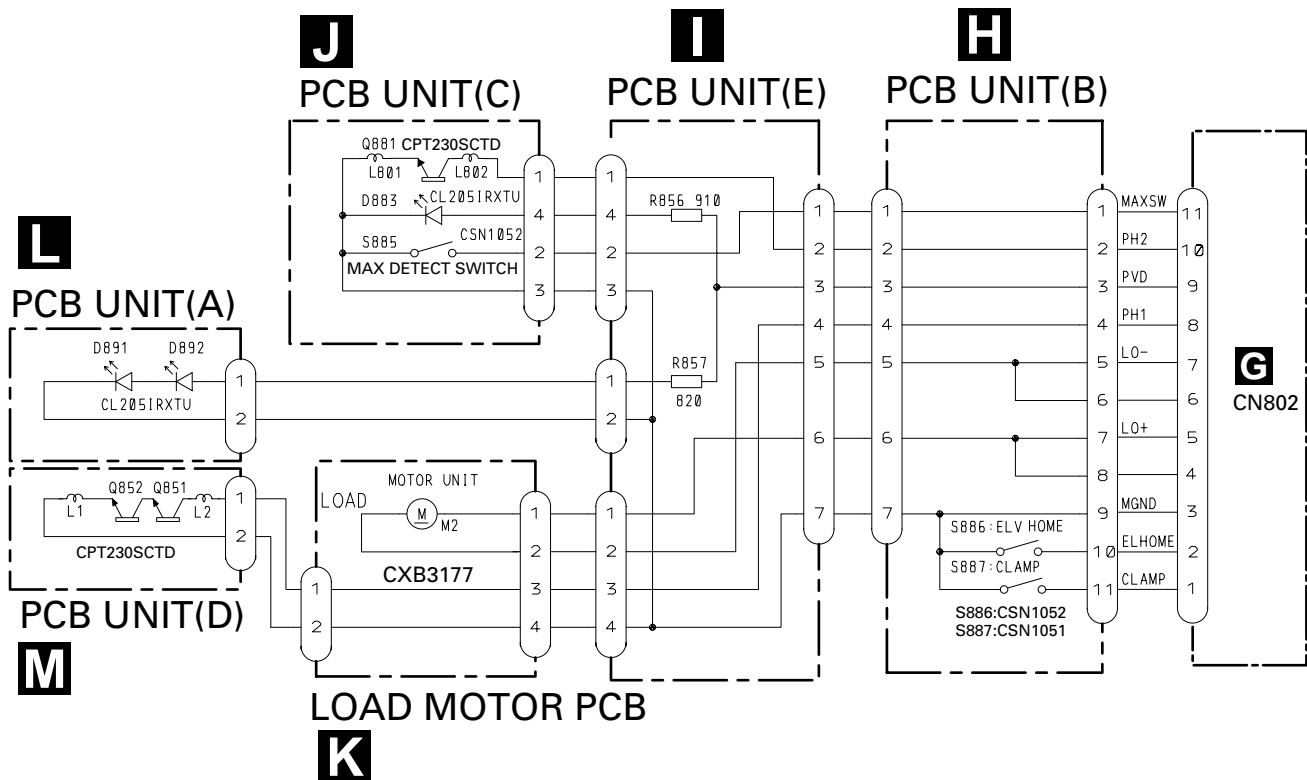 J
I
H
PCB UNIT(C)
PCB UNIT(E)
PCB UNIT(B)
Q881 CPT230SCTD
L801
L802
D883
CL205IRXTU
S885
CSN1052
MAX DETECT SWITCH
1
4
2
3
1
4
2
3
R856 910
1
2
3
4
5
6
7
1
2
3
4
5
6
7
1
2
3
4
5
6
7
8
9
10
11
MAXSW
PH2
PVD
PH1
LO-
LO+
MGND
ELHOME
CLAMP
11
10
9
8
7
6
5
4
3
2
1
G
CN802
L
PCB UNIT(A)
D891
D892
CL205IRXTU
1
2
1
2
R857
820
Q852
Q851
L1
L2
CPT230SCTD
1
2
PCB UNIT(D)
M
LOAD
MOTOR UNIT
M
M2
CXB3177
1
2
1
2
3
4
1
2
3
4
LOAD MOTOR PCB
K
S886:ELV HOME
S887:CLAMP
S886:CSN1052
S887:CSN1051